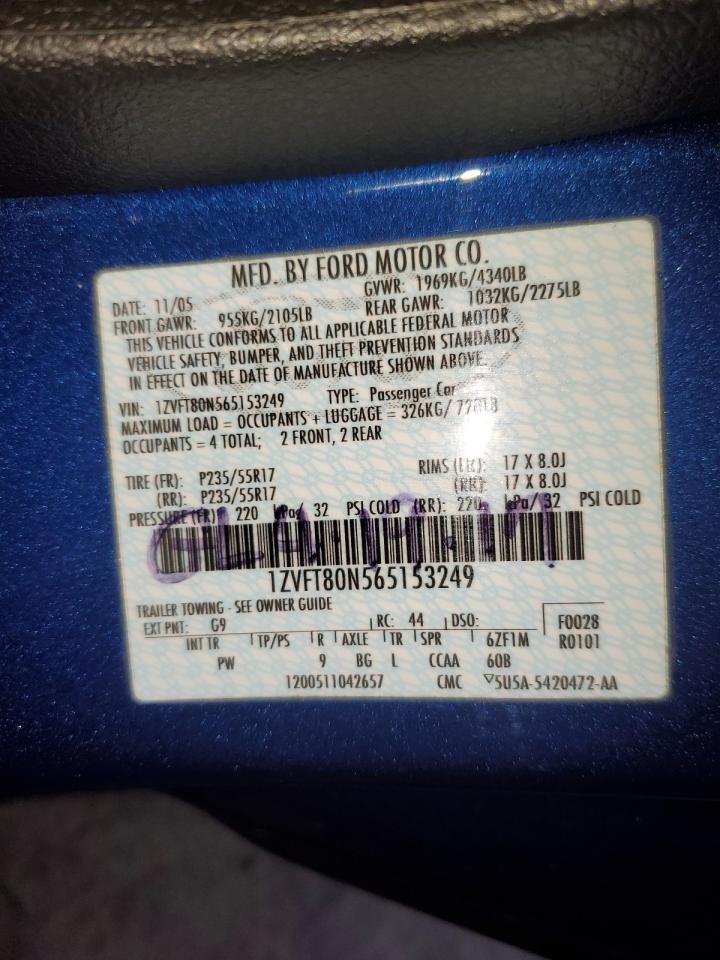 MFD. BY FORD MOTOR CO.
DATE: 11/05 GVWR: 1969KG/4340LB
FRONT GAWR: 955KG/2105LB REAR GAWR: 1032KG/2275LB
THIS VEHICLE CONFORMS TO ALL APPLICABLE FEDERAL MOTOR
VEHICLE SAFETY, BUMPER, AND THEFT PREVENTION STANDARDS
IN EFFECT ON THE DATE OF MANUFACTURE SHOWN ABOVE.
VIN: 1ZVFT80N565153249 TYPE: Passenger Car
MAXIMUM LOAD = OCCUPANTS + LUGGAGE = 326KG/
OCCUPANTS = 4 TOTAL; 2 FRONT, 2 REAR
TIRE (FR): P235/55R17 RIMS 17 X 8.0J
(RR): P235/55R17 (RR): 17 X 8.0J
PRESSURE (FR) 220 kPa/ 32 PSI COLD (RR): 220 kPa/ 32 PSI COLD
1ZVFT80N565153249
TRAILER TOWING - SEE OWNER GUIDE
EXT PNT: G9 RC: 44 DSO: F0028
INT TR TP/PS R AXLE TR SPR 6ZF1M R0101
PW 9 BG L CCAA 60B
1200511042657 CMC ▽5U5A-5420472-AA